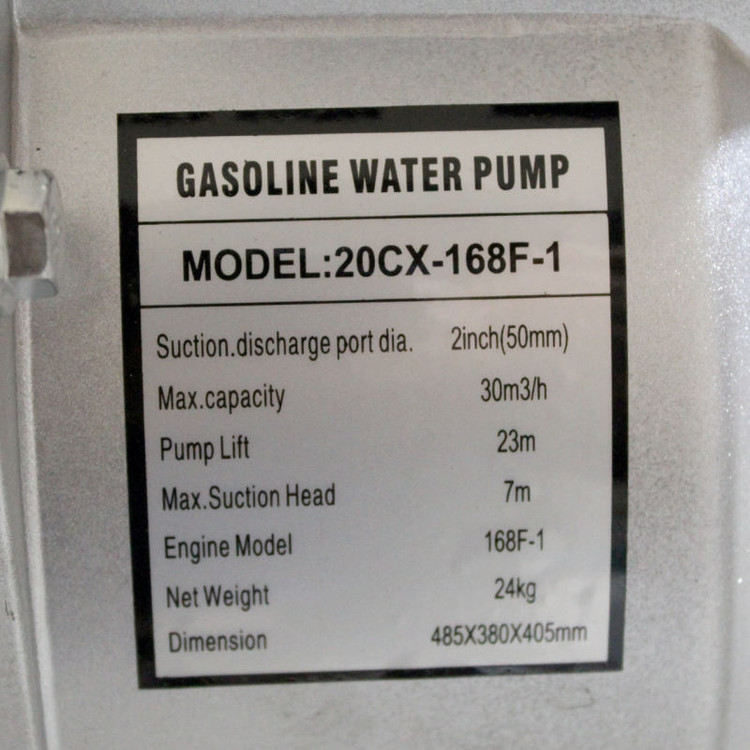 GASOLINE WATER PUMP
MODEL:20CX-168F-1
Suction.discharge port dia. 2inch(50mm)
Max.capacity 30m3/h
Pump Lift 23m
Max.Suction Head 7m
Engine Model 168F-1
Net Weight 24kg
Dimension 485X380X405mm